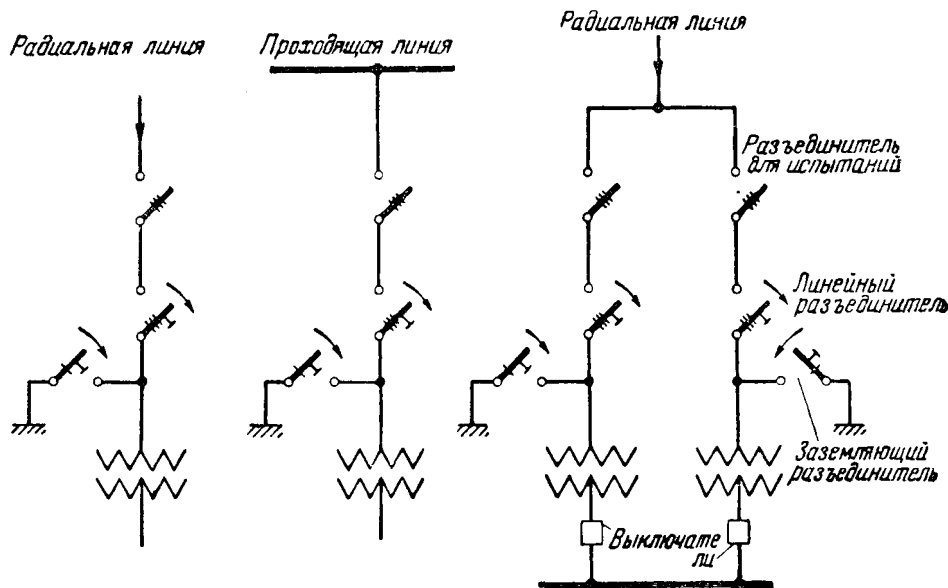 Радиальная линия
Радиальная линия
Проходящая линия
Разъединитель
для испытаний
Линейный
разъединитель
Заземляющий
разъединитель
Выключате
ли